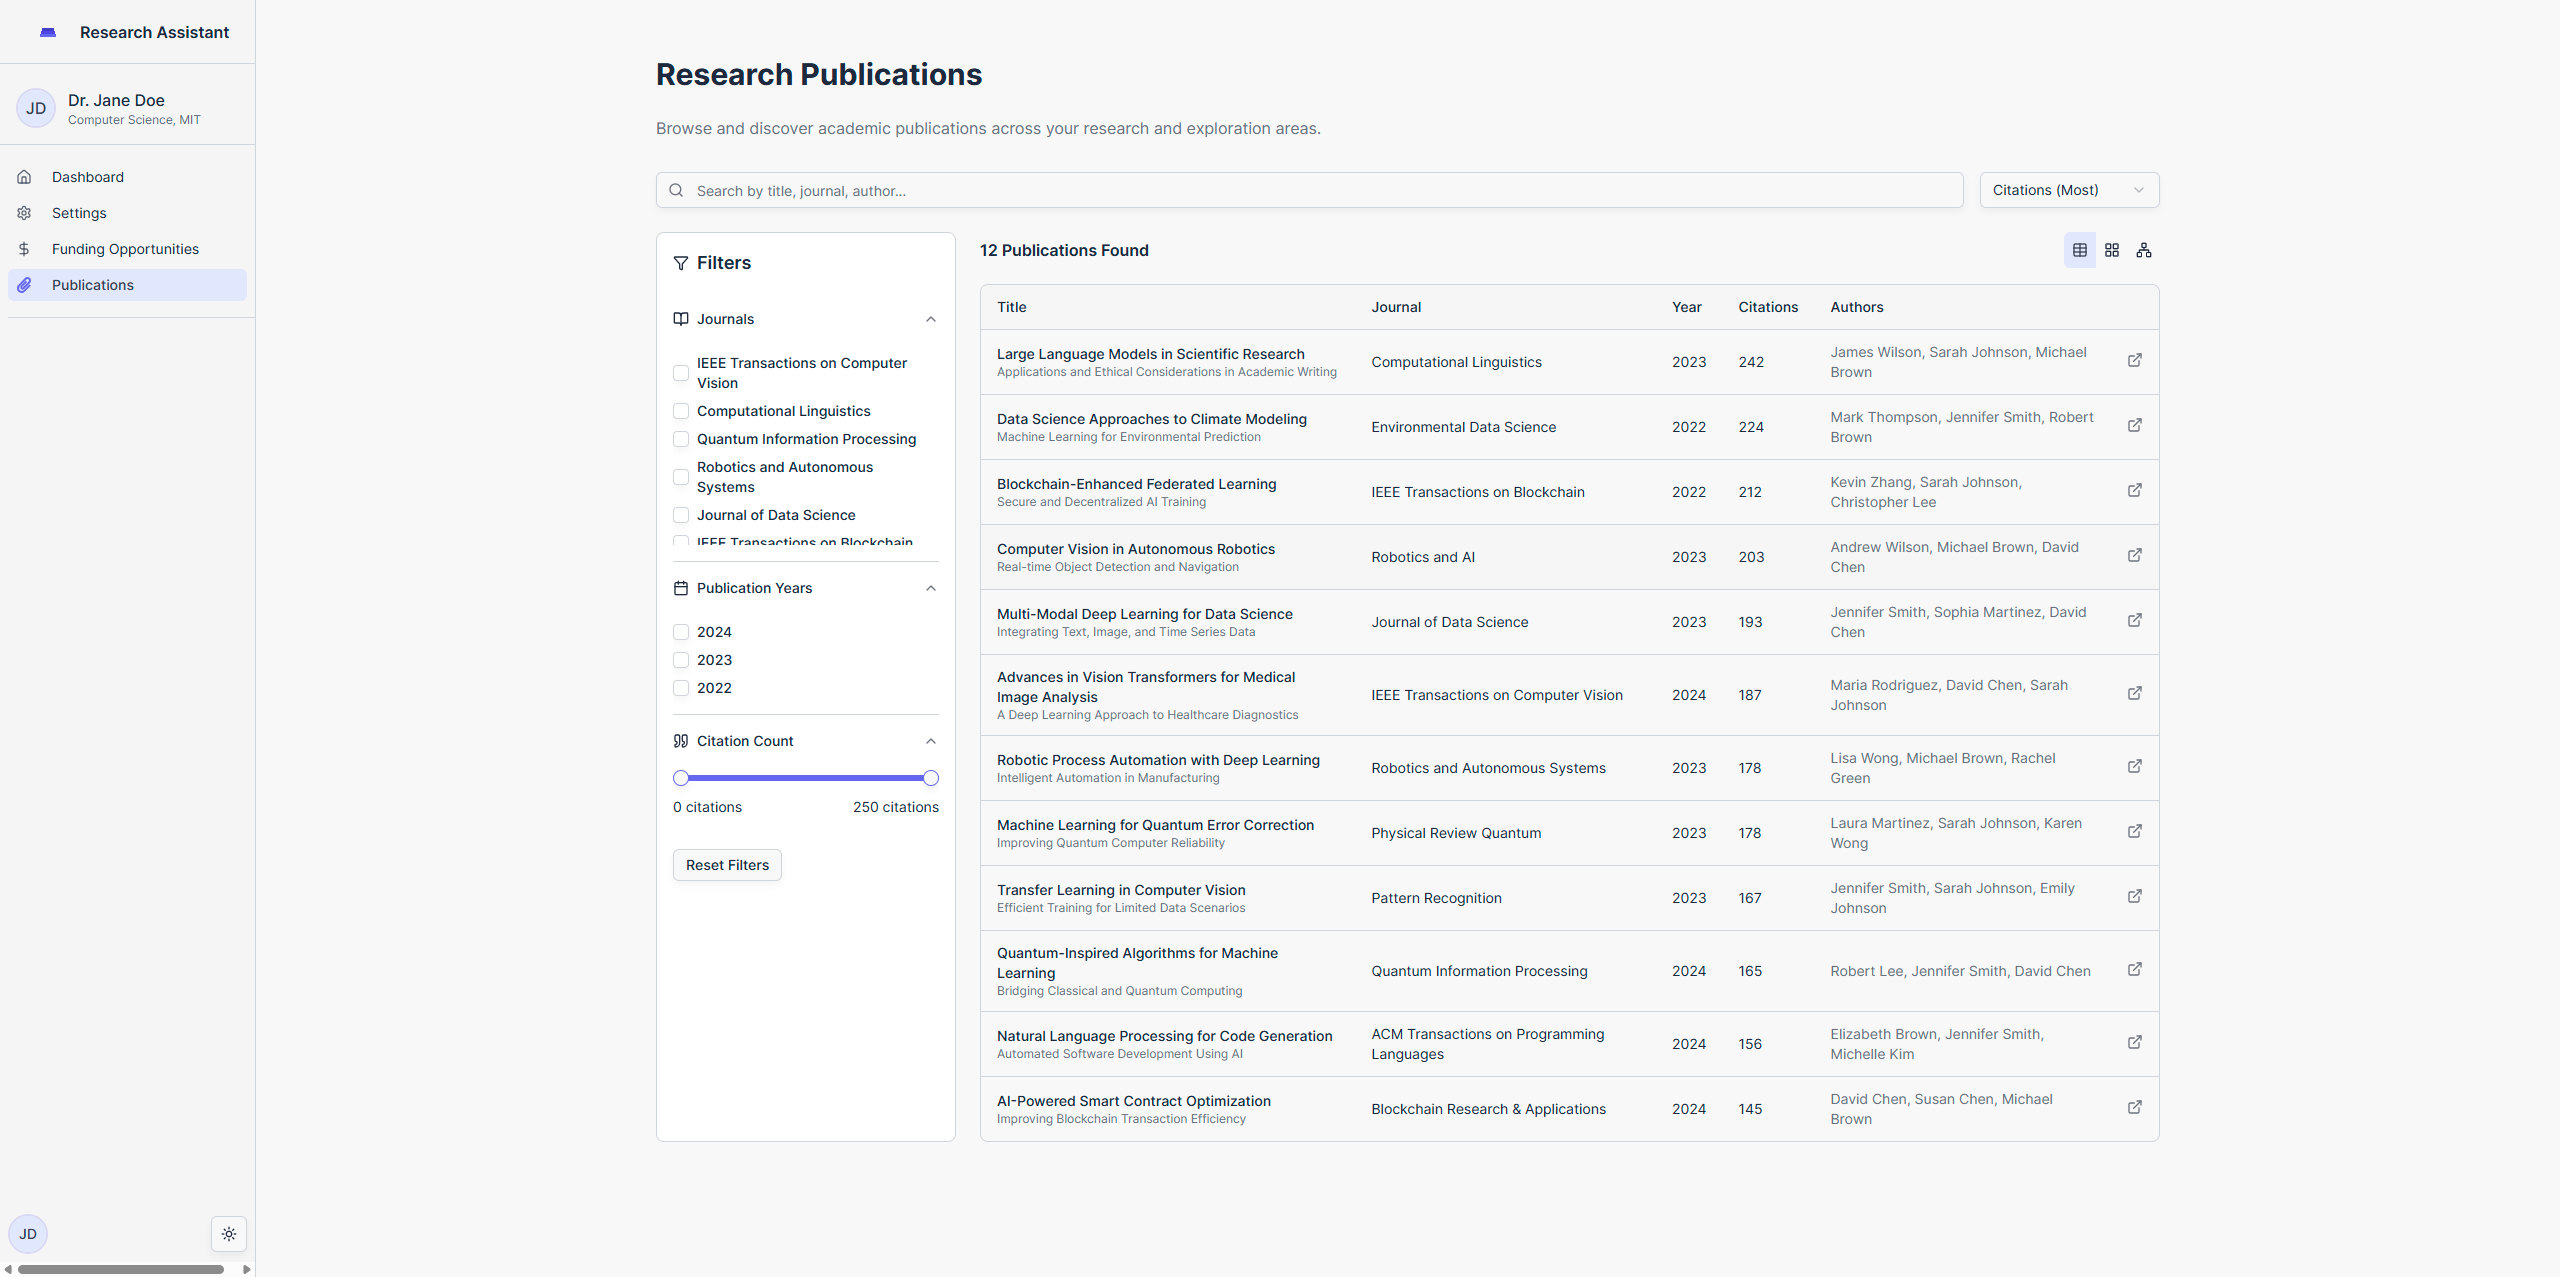 Research Assistant
JD
Dr. Jane Doe
Computer Science, MIT
Dashboard
Settings
Funding Opportunities
Publications
JD
Research Publications
Browse and discover academic publications across your research and exploration areas.
Search by title, journal, author...
Citations (Most)
Filters
Journals
IEEE Transactions on Computer
Vision
Computational Linguistics
Quantum Information Processing
Robotics and Autonomous
Systems
Journal of Data Science
IEEE Transactions on Blockchain
Publication Years
2024
2023
2022
Citation Count
0 citations 250 citations
Reset Filters
12 Publications Found
Title Journal Year Citations Authors
Large Language Models in Scientific Research
Applications and Ethical Considerations in Academic Writing
Computational Linguistics 2023 242
James Wilson, Sarah Johnson, Michael
Brown
Data Science Approaches to Climate Modeling
Machine Learning for Environmental Prediction
Environmental Data Science 2022 224
Mark Thompson, Jennifer Smith, Robert
Brown
Blockchain-Enhanced Federated Learning
Secure and Decentralized AI Training
IEEE Transactions on Blockchain 2022 212
Kevin Zhang, Sarah Johnson,
Christopher Lee
Computer Vision in Autonomous Robotics
Real-time Object Detection and Navigation
Robotics and AI 2023 203
Andrew Wilson, Michael Brown, David
Chen
Multi-Modal Deep Learning for Data Science
Integrating Text, Image, and Time Series Data
Journal of Data Science 2023 193
Jennifer Smith, Sophia Martinez, David
Chen
Advances in Vision Transformers for Medical
Image Analysis
A Deep Learning Approach to Healthcare Diagnostics
IEEE Transactions on Computer Vision 2024 187
Maria Rodriguez, David Chen, Sarah
Johnson
Robotic Process Automation with Deep Learning
Intelligent Automation in Manufacturing
Robotics and Autonomous Systems 2023 178
Lisa Wong, Michael Brown, Rachel
Green
Machine Learning for Quantum Error Correction
Improving Quantum Computer Reliability
Physical Review Quantum 2023 178
Laura Martinez, Sarah Johnson, Karen
Wong
Transfer Learning in Computer Vision
Efficient Training for Limited Data Scenarios
Pattern Recognition 2023 167
Jennifer Smith, Sarah Johnson, Emily
Johnson
Quantum-Inspired Algorithms for Machine
Learning
Bridging Classical and Quantum Computing
Quantum Information Processing 2024 165
Robert Lee, Jennifer Smith, David Chen
Natural Language Processing for Code Generation
Automated Software Development Using AI
ACM Transactions on Programming
Languages
2024 156
Elizabeth Brown, Jennifer Smith,
Michelle Kim
AI-Powered Smart Contract Optimization
Improving Blockchain Transaction Efficiency
Blockchain Research & Applications 2024 145
David Chen, Susan Chen, Michael
Brown